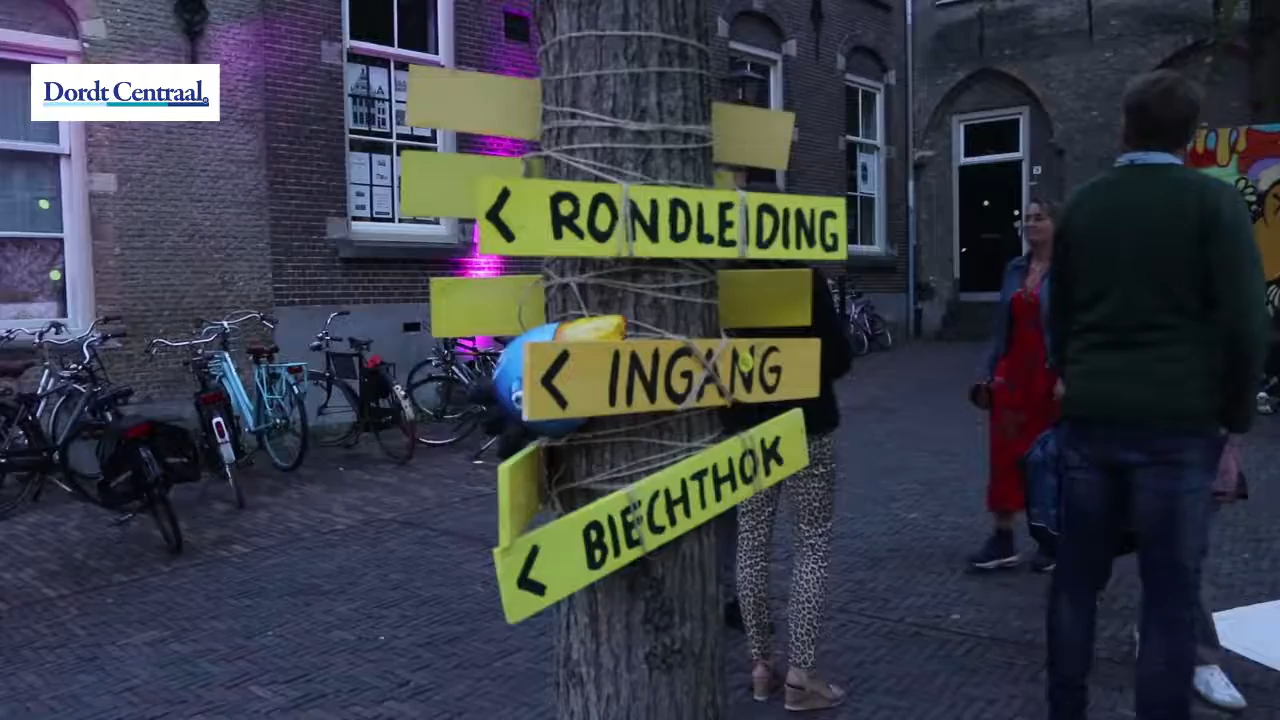 Dordt Centraal
< RONDLEIDING
< INGANG
< BIECHTHOK